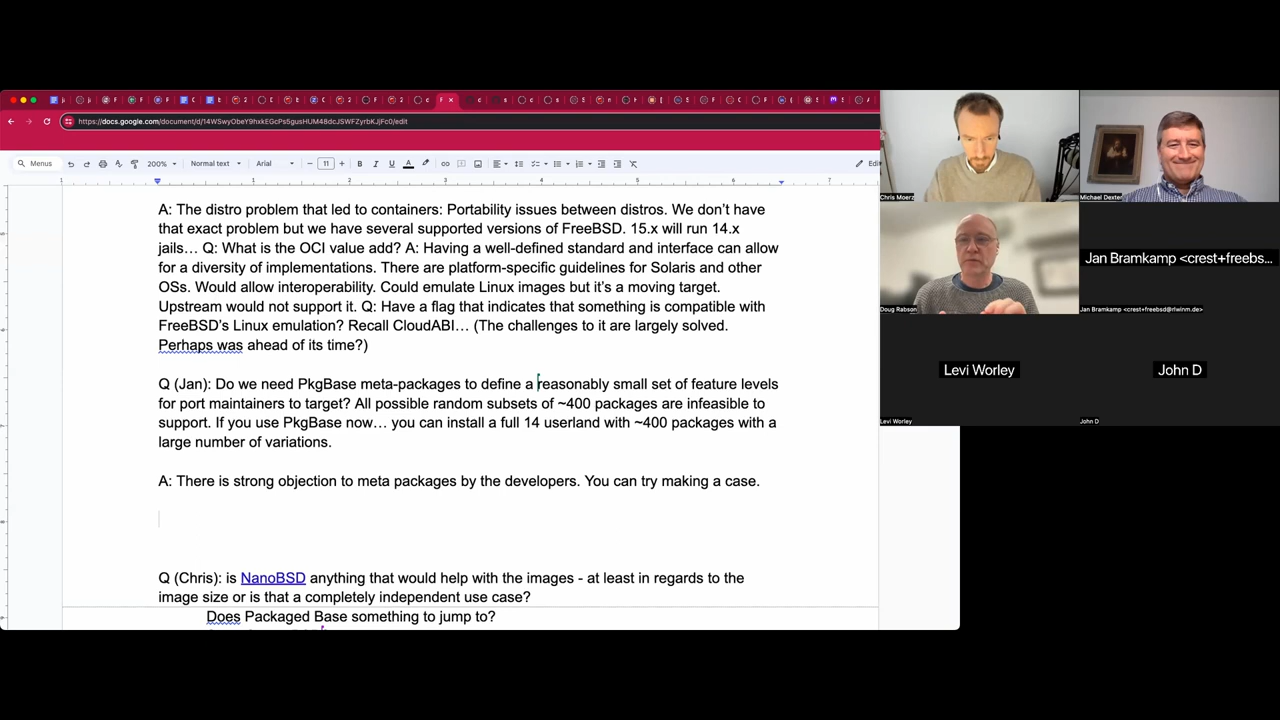 https://docs.google.com/document/d/14WSwyObeY9hxkEGcPs5gusHUM48dcJSWFZyrbKJjFc0/edit
Menus
200%
Normal text
Arial
11
1
1
2
3
4
5
6
7
A: The distro problem that led to containers: Portability issues between distros. We don’t have
that exact problem but we have several supported versions of FreeBSD. 15.x will run 14.x
jails… Q: What is the OCI value add? A: Having a well-defined standard and interface can allow
for a diversity of implementations. There are platform-specific guidelines for Solaris and other
OSs. Would allow interoperability. Could emulate Linux images but it’s a moving target.
Upstream would not support it. Q: Have a flag that indicates that something is compatible with
FreeBSD’s Linux emulation? Recall CloudABI… (The challenges to it are largely solved.
Perhaps was ahead of its time?)
Q (Jan): Do we need PkgBase meta-packages to define a reasonably small set of feature levels
for port maintainers to target? All possible random subsets of ~400 packages are infeasible to
support. If you use PkgBase now… you can install a full 14 userland with ~400 packages with a
large number of variations.
A: There is strong objection to meta packages by the developers. You can try making a case.
Q (Chris): is NanoBSD anything that would help with the images - at least in regards to the
image size or is that a completely independent use case?
Does Packaged Base something to jump to?
Chris Moerz
Michael Dexter
Doug Rabson
Jan Bramkamp <crest+freebs...
Jan Bramkamp <crest+freebsd@rlwinm.de>
Levi Worley
Levi Worley
John D
John D